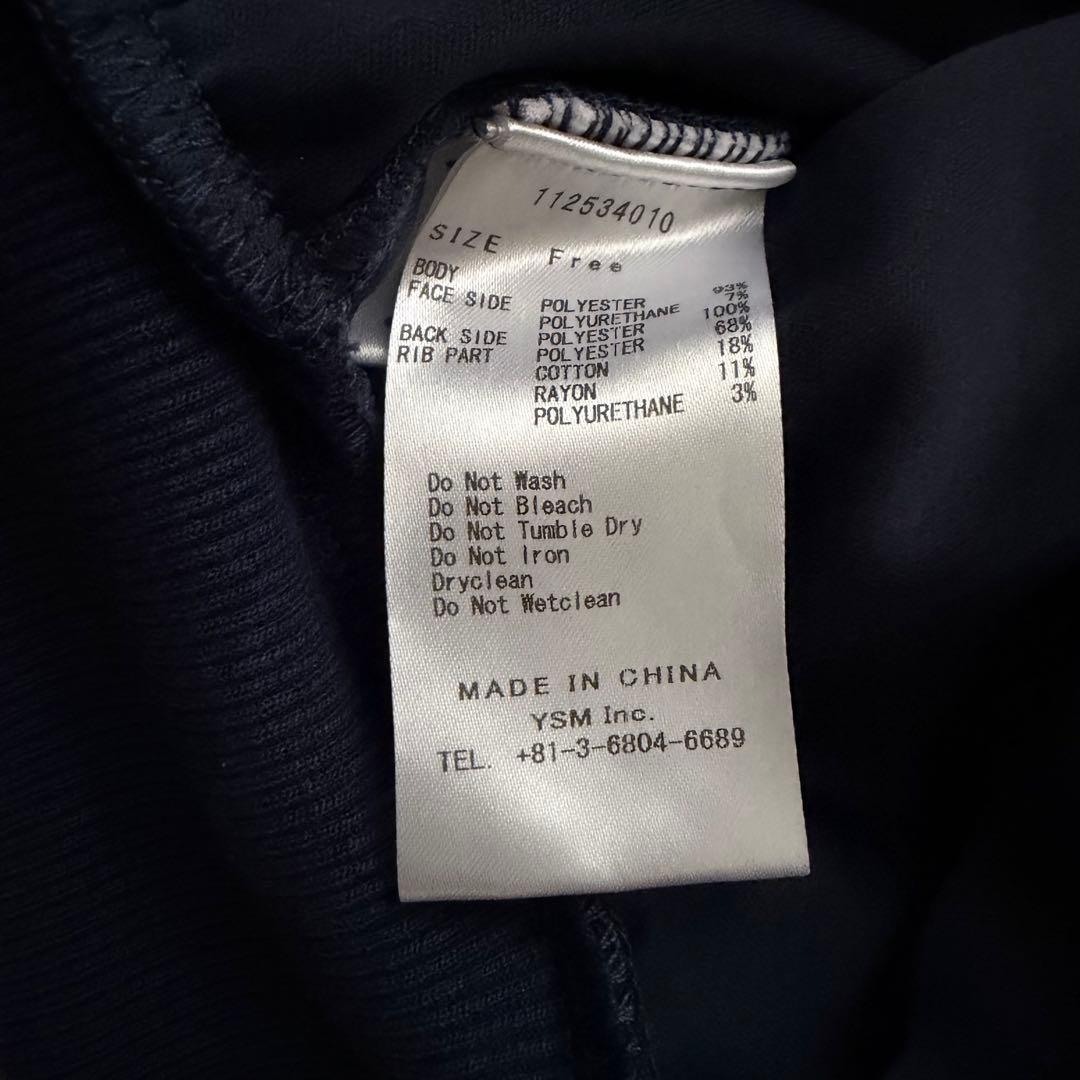 112534010
SIZE Free
BODY
FACE SIDE POLYESTER 93%
POLYURETHANE 7%
BACK SIDE POLYESTER 100%
RIB PART POLYESTER 68%
COTTON 18%
RAYON 11%
POLYURETHANE 3%
Do Not Wash
Do Not Bleach
Do Not Tumble Dry
Do Not Iron
Dryclean
Do Not Wetclean
MADE IN CHINA
YSM Inc.
TEL. +81-3-6804-6689